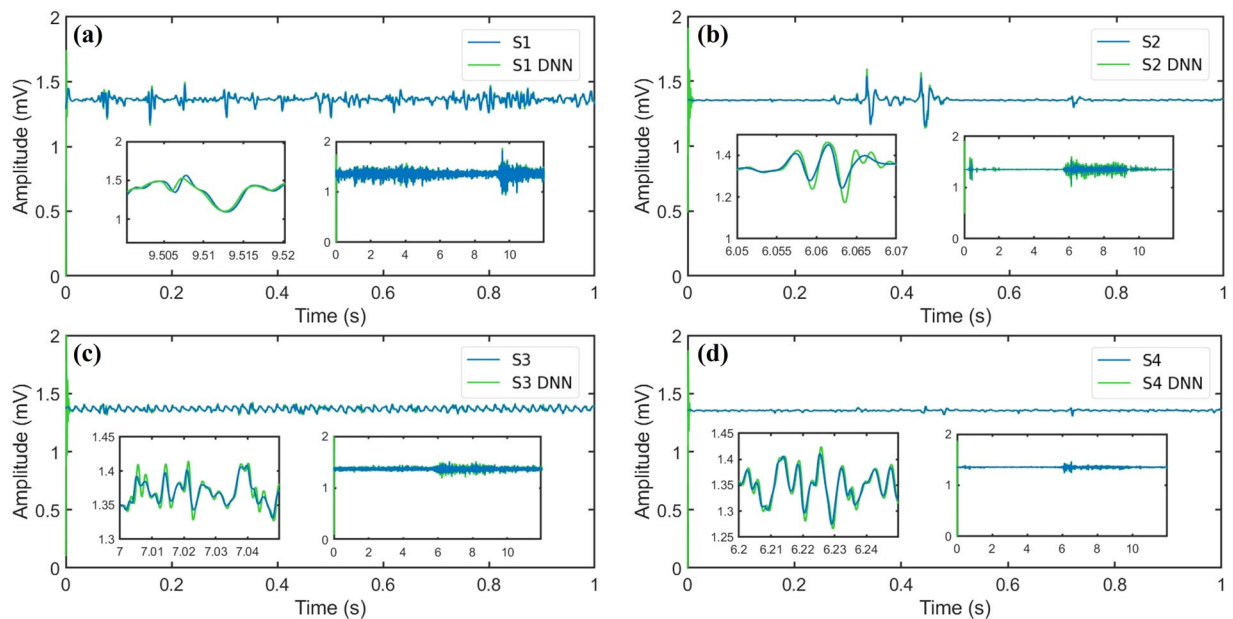 (a)
S1
S1 DNN
Amplitude (mV)
2
1.5
1
0.5
0
2
1.5
1
9.505 9.51 9.515 9.52
2
1
0
0 2 4 6 8 10
0 0.2 0.4 0.6 0.8 1
Time (s)
(b)
S2
S2 DNN
Amplitude (mV)
2
1.5
1
0.5
0
1.4
1.2
1
6.05 6.055 6.06 6.065 6.07
2
1
0
0 2 4 6 8 10
0 0.2 0.4 0.6 0.8 1
Time (s)
(c)
S3
S3 DNN
Amplitude (mV)
2
1.5
1
0.5
0
1.45
1.4
1.35
1.3
7 7.01 7.02 7.03 7.04
2
1
0
0 2 4 6 8 10
0 0.2 0.4 0.6 0.8 1
Time (s)
(d)
S4
S4 DNN
Amplitude (mV)
2
1.5
1
0.5
0
1.45
1.4
1.35
1.3
1.25
6.2 6.21 6.22 6.23 6.24
2
1
0
0 2 4 6 8 10
0 0.2 0.4 0.6 0.8 1
Time (s)